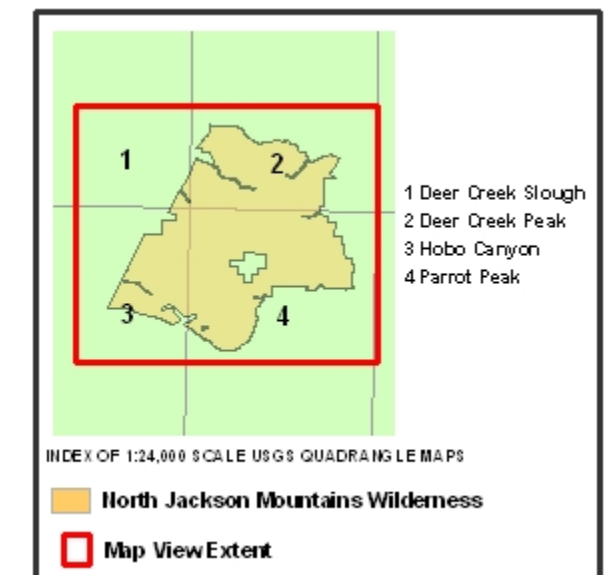 1
2
1 Deer Creek Slough
2 Deer Creek Peak
3 Hobo Canyon
4 Parrot Peak
3
4
INDEX OF 1:24,000 SCALE USGS QUADRANGLE MAPS
North Jackson Mountains Wilderness
Map View Extent